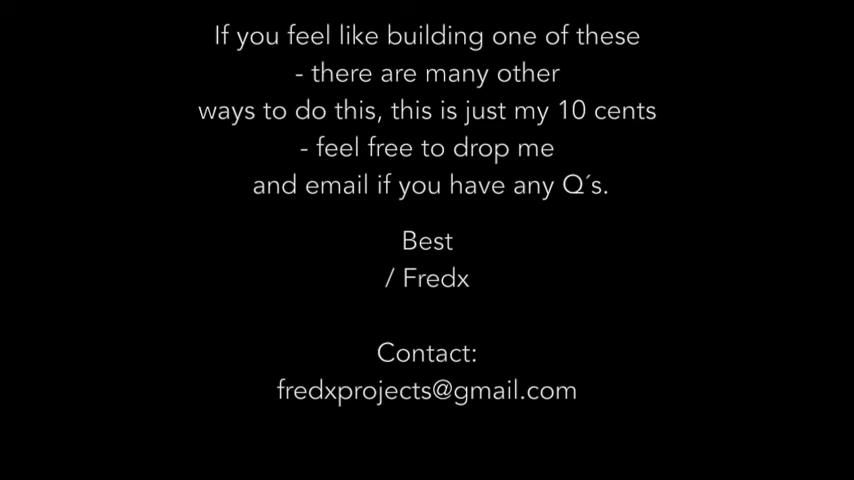 If you feel like building one of these
- there are many other
ways to do this, this is just my 10 cents
- feel free to drop me
and email if you have any Q´s.
Best
/ Fredx
Contact:
fredxprojects@gmail.com